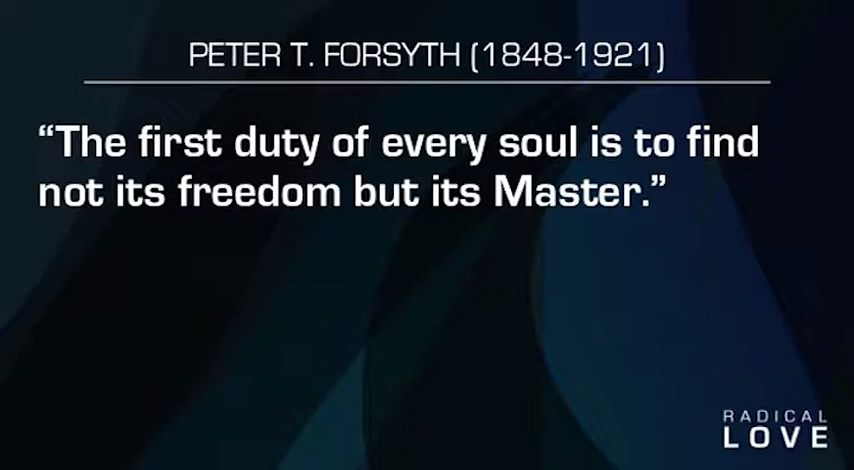 PETER T. FORSYTH (1848-1921)
“The first duty of every soul is to find
not its freedom but its Master.”
RADICAL
LOVE